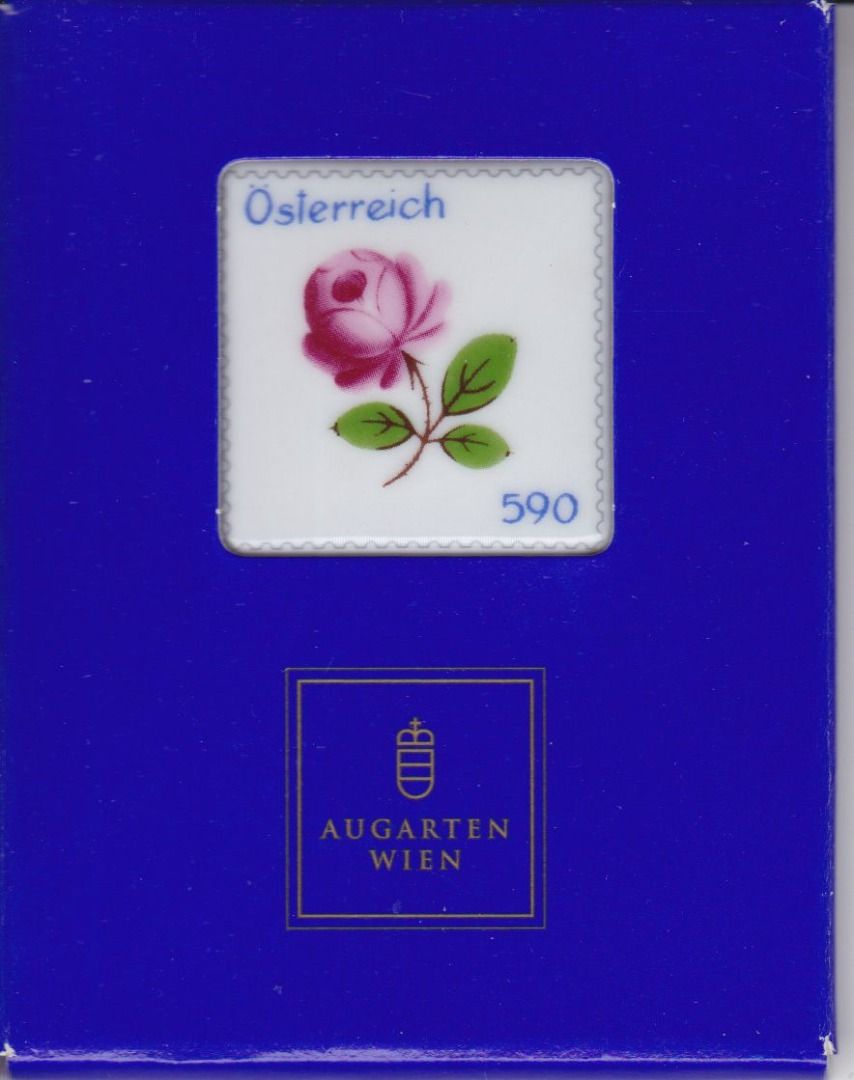 Österreich
590
AUGARTEN
WIEN